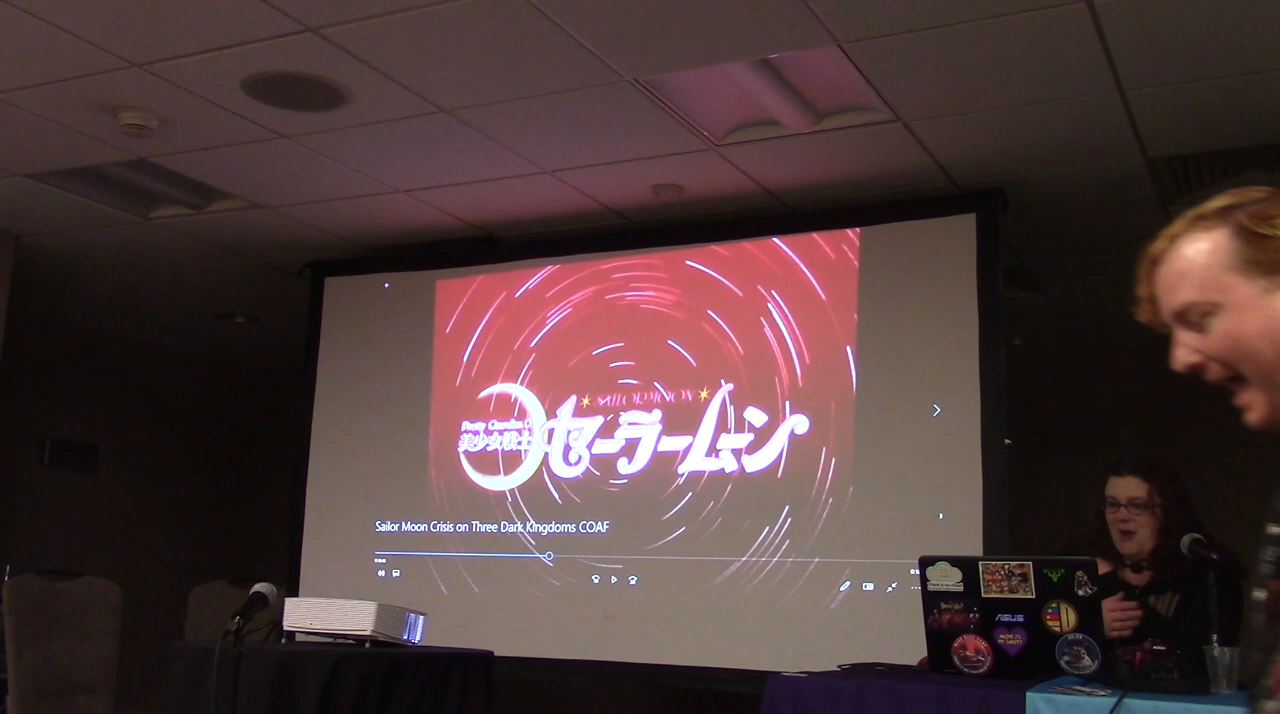 SAILOR MOON
Pretty Guardian
美少女戦士
セーラームーン
Sailor Moon Crisis on Three Dark Kingdoms COAF
ASUS